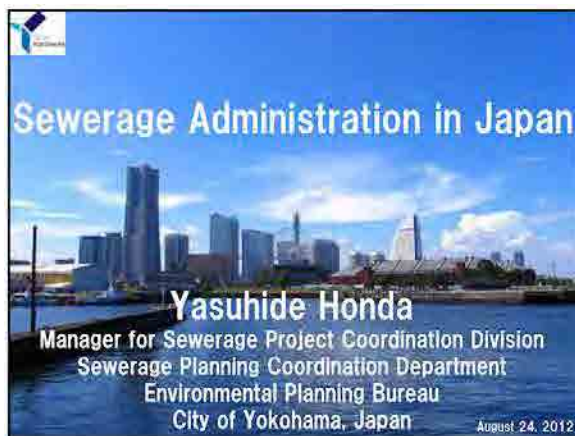 Sewerage Administration in Japan
Yasuhide Honda
Manager for Sewerage Project Coordination Division
Sewerage Planning Coordination Department
Environmental Planning Bureau
City of Yokohama, Japan
August 24, 2012